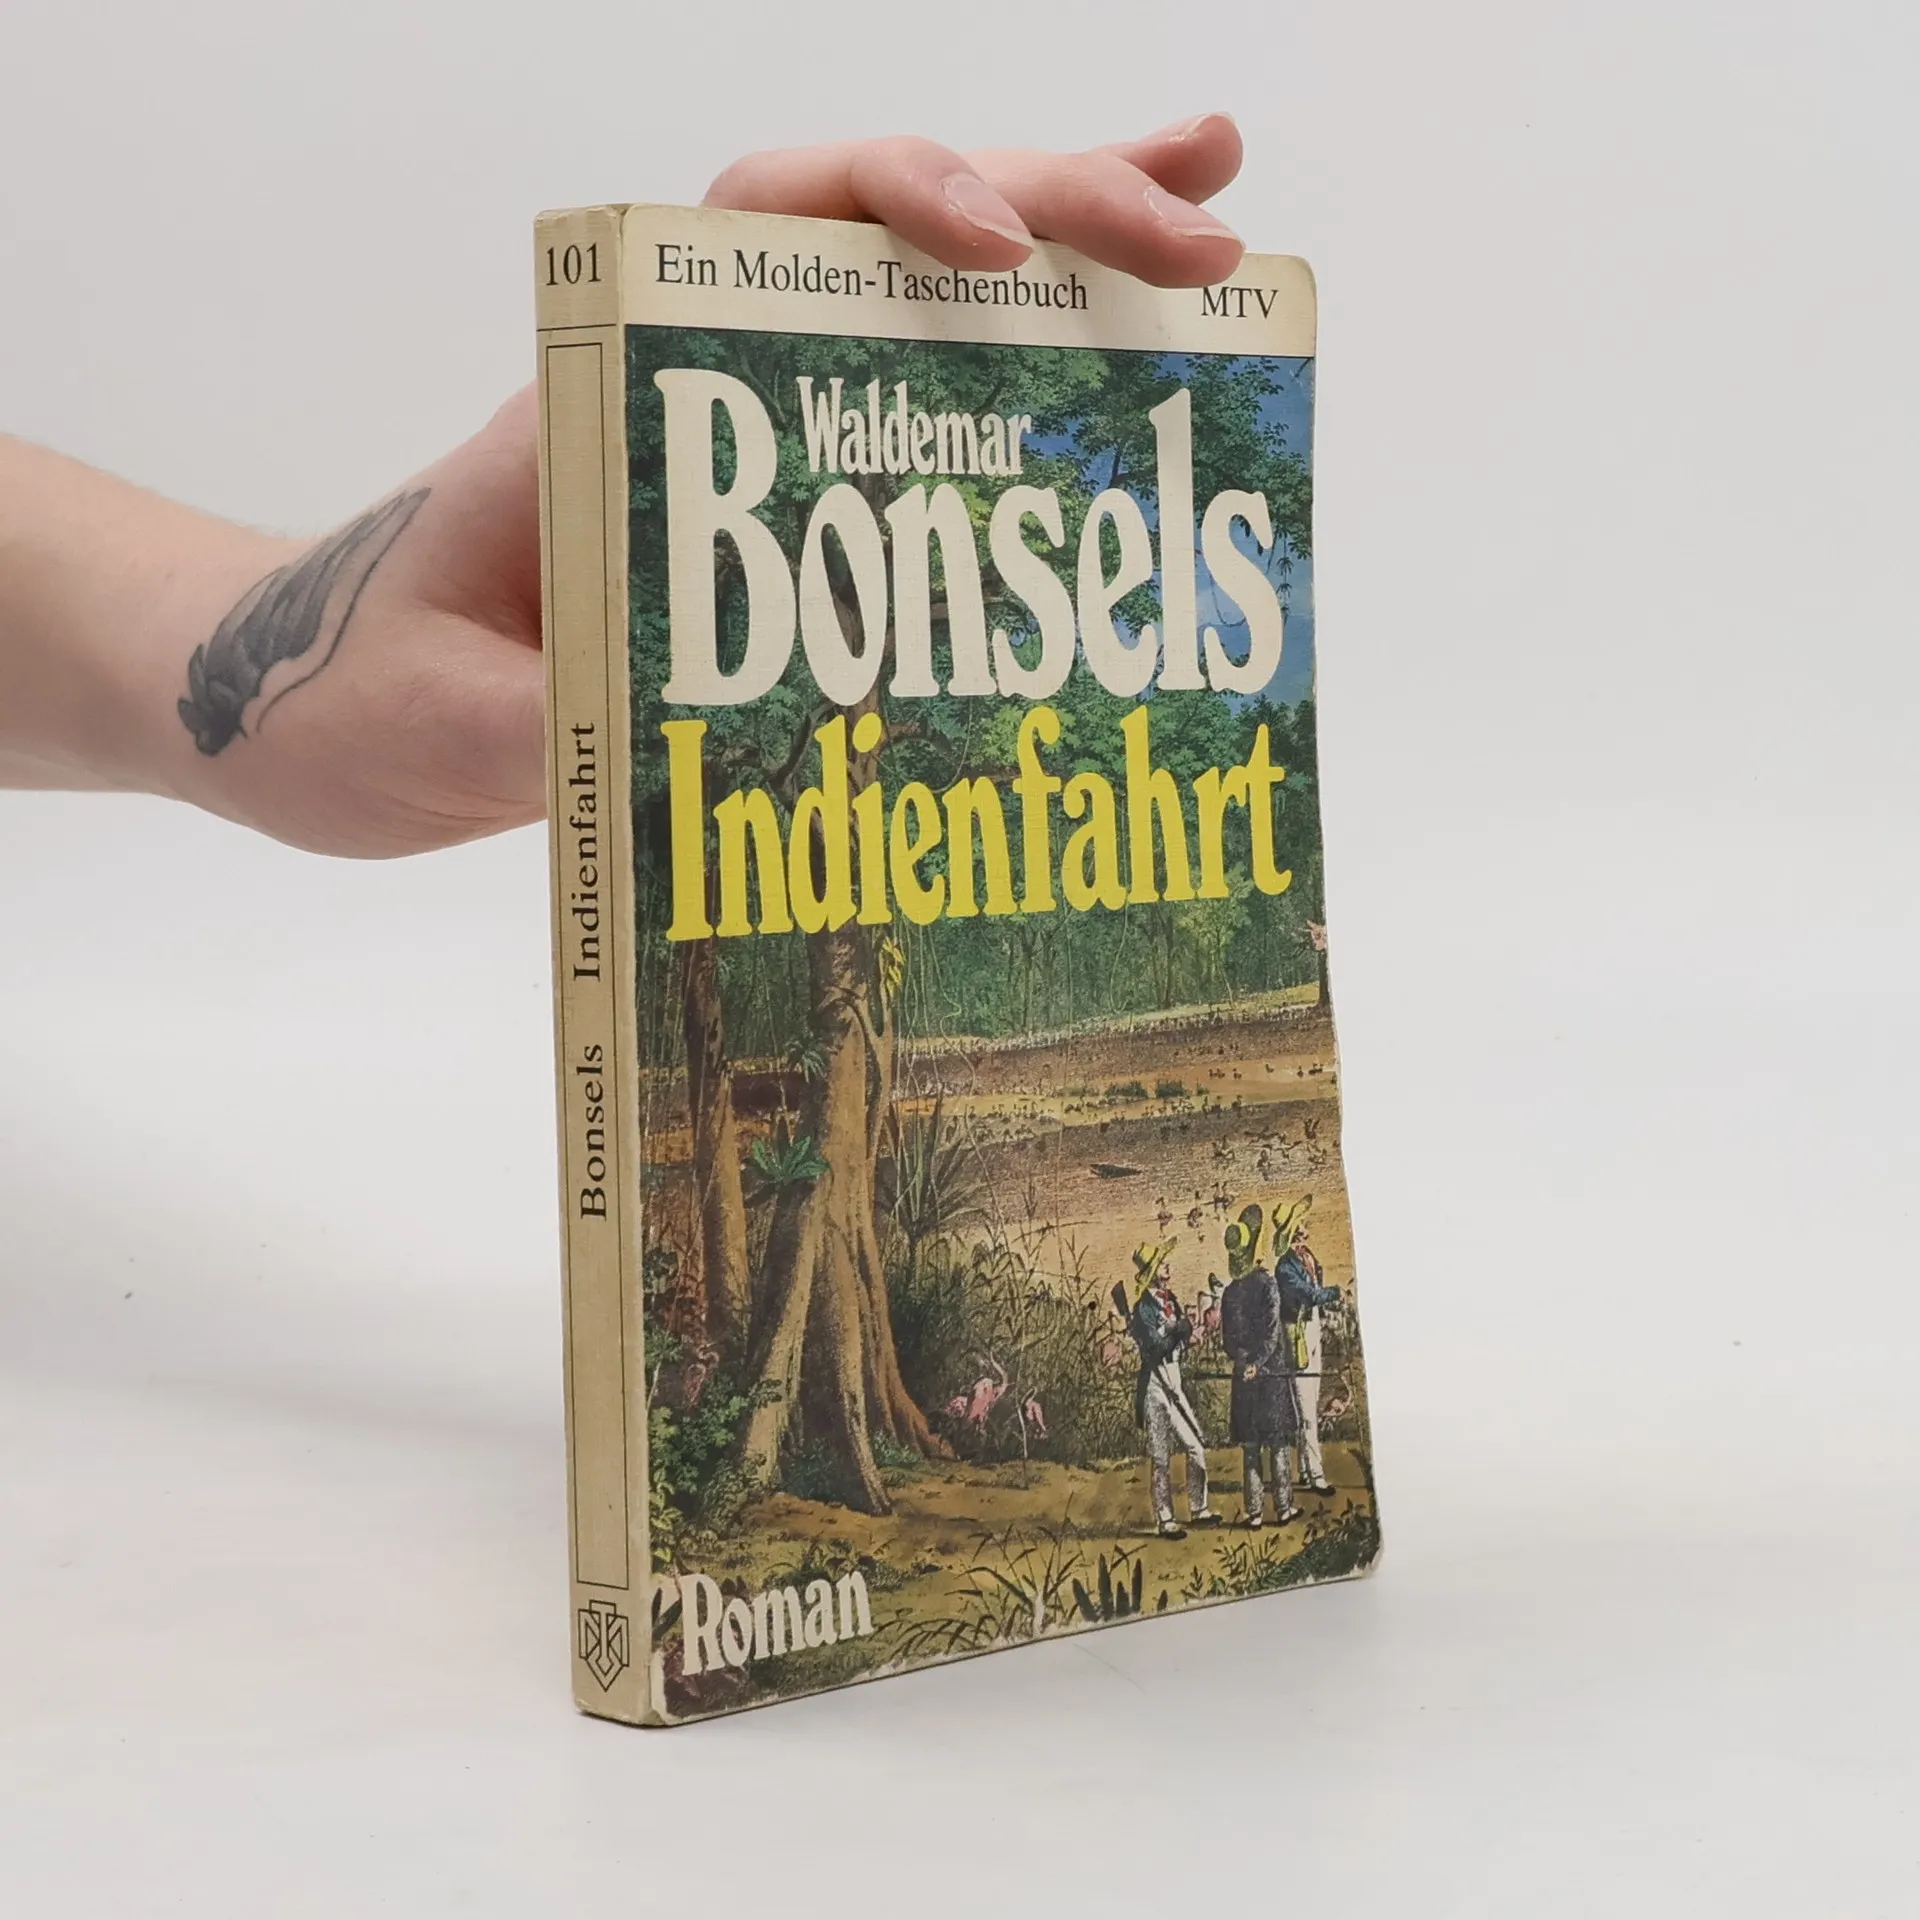 101
Bonsels Indienfahrt
Ein Molden-Taschenbuch MTV
Waldemar
Bonsels
Indienfahrt
Roman